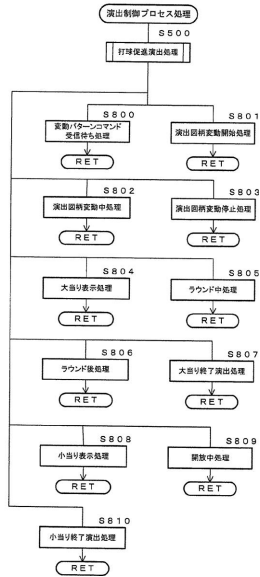 演出制御プロセス処理
S500
打球促進演出処理
S800
変動パターンコマンド
受信待ち処理
RET
S801
演出図柄変動開始処理
RET
S802
演出図柄変動中処理
RET
S803
演出図柄変動停止処理
RET
S804
大当り表示処理
RET
S805
ラウンド中処理
RET
S806
ラウンド後処理
RET
S807
大当り終了演出処理
RET
S808
小当り表示処理
RET
S809
開放中処理
RET
S810
小当り終了演出処理
RET